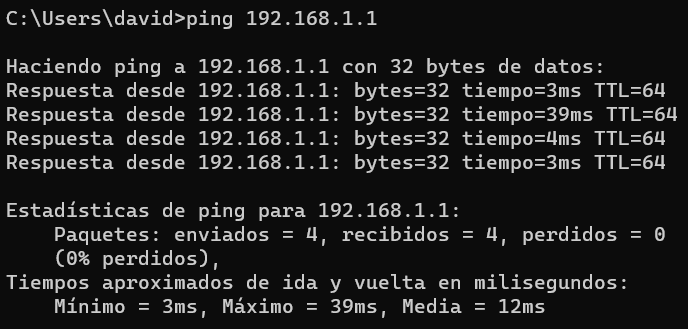 C:\Users\david>ping 192.168.1.1
Haciendo ping a 192.168.1.1 con 32 bytes de datos:
Respuesta desde 192.168.1.1: bytes=32 tiempo=3ms TTL=64
Respuesta desde 192.168.1.1: bytes=32 tiempo=39ms TTL=64
Respuesta desde 192.168.1.1: bytes=32 tiempo=4ms TTL=64
Respuesta desde 192.168.1.1: bytes=32 tiempo=3ms TTL=64
Estadísticas de ping para 192.168.1.1:
    Paquetes: enviados = 4, recibidos = 4, perdidos = 0
    (0% perdidos),
Tiempos aproximados de ida y vuelta en milisegundos:
    Mínimo = 3ms, Máximo = 39ms, Media = 12ms